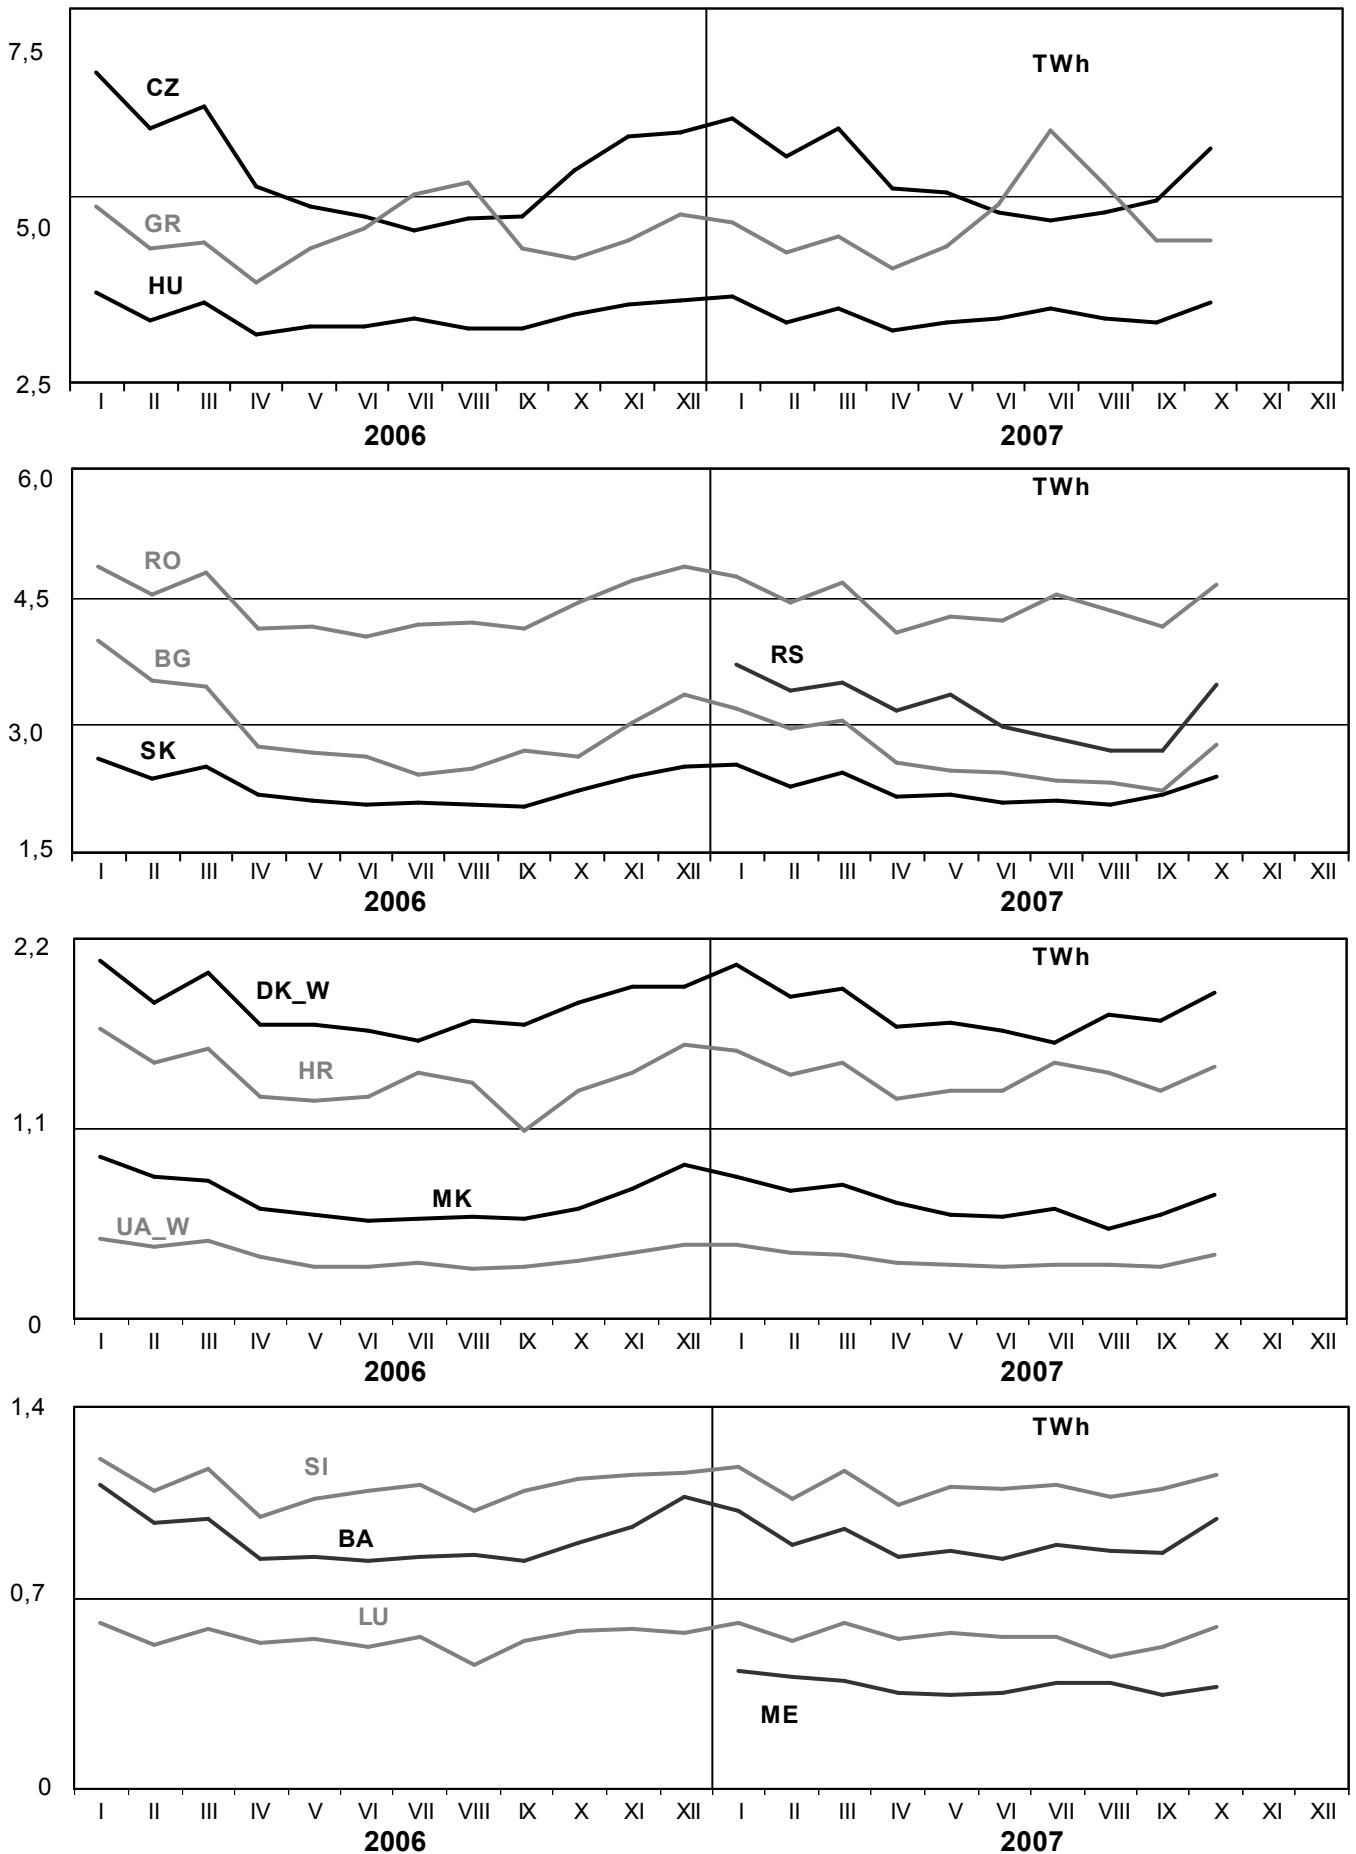 7,5
TWh
CZ
GR
5,0
HU
2,5
I II III IV V VI VII VIII IX X XI XII I II III IV V VI VII VIII IX X XI XII
2006 2007
6,0
TWh
RO
4,5
BG
RS
3,0
SK
1,5
I II III IV V VI VII VIII IX X XI XII I II III IV V VI VII VIII IX X XI XII
2006 2007
2,2
TWh
DK_W
HR
1,1
MK
UA_W
0
I II III IV V VI VII VIII IX X XI XII I II III IV V VI VII VIII IX X XI XII
2006 2007
1,4
TWh
SI
BA
0,7
LU
ME
0
I II III IV V VI VII VIII IX X XI XII I II III IV V VI VII VIII IX X XI XII
2006 2007